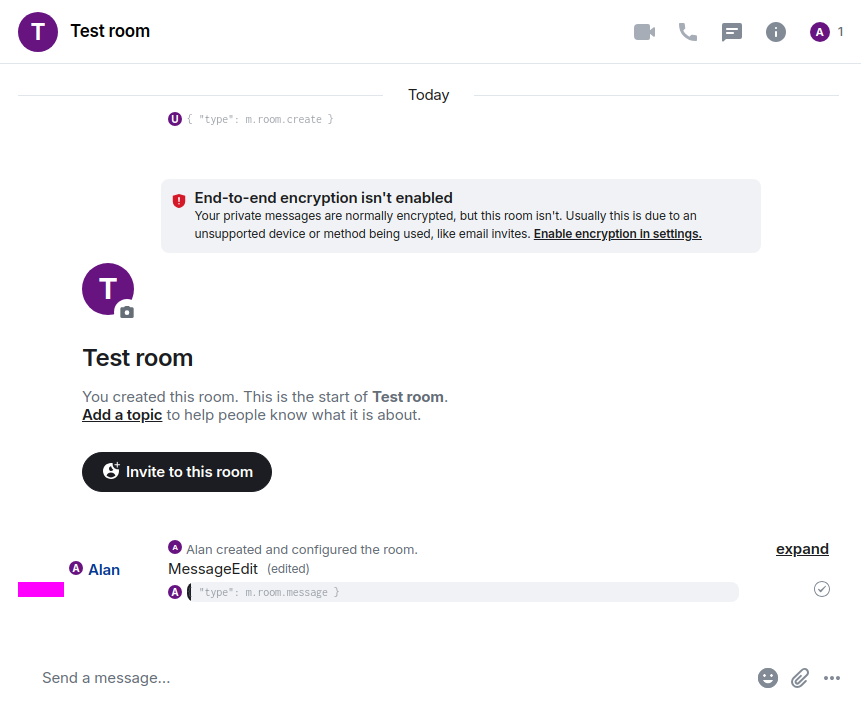 T Test room A 1
Today
U { "type": m.room.create }
End-to-end encryption isn't enabled
Your private messages are normally encrypted, but this room isn't. Usually this is due to an
unsupported device or method being used, like email invites. Enable encryption in settings.
T
Test room
You created this room. This is the start of Test room.
Add a topic to help people know what it is about.
Invite to this room
A Alan created and configured the room. expand
A Alan MessageEdit (edited)
A "type": m.room.message }
Send a message…